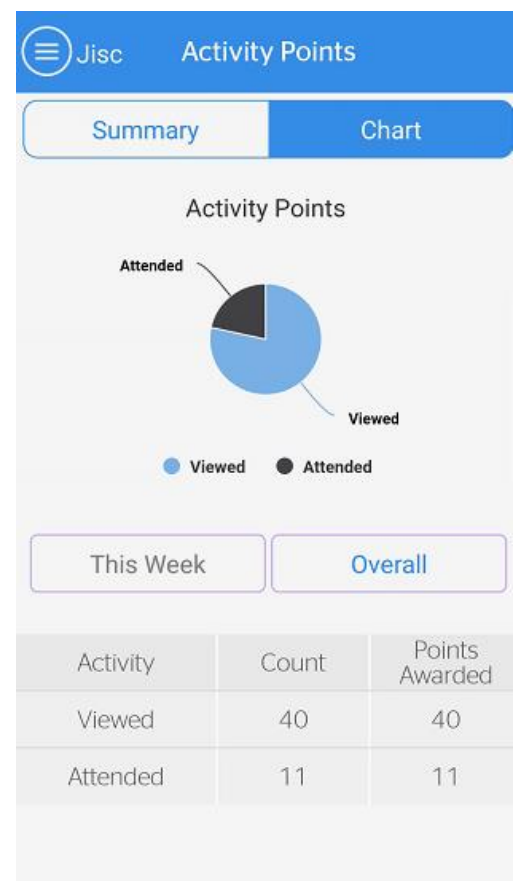 Jisc Activity Points
Summary Chart
Activity Points
Attended
Viewed
Viewed Attended
This Week Overall
Activity Count Points Awarded
Viewed 40 40
Attended 11 11